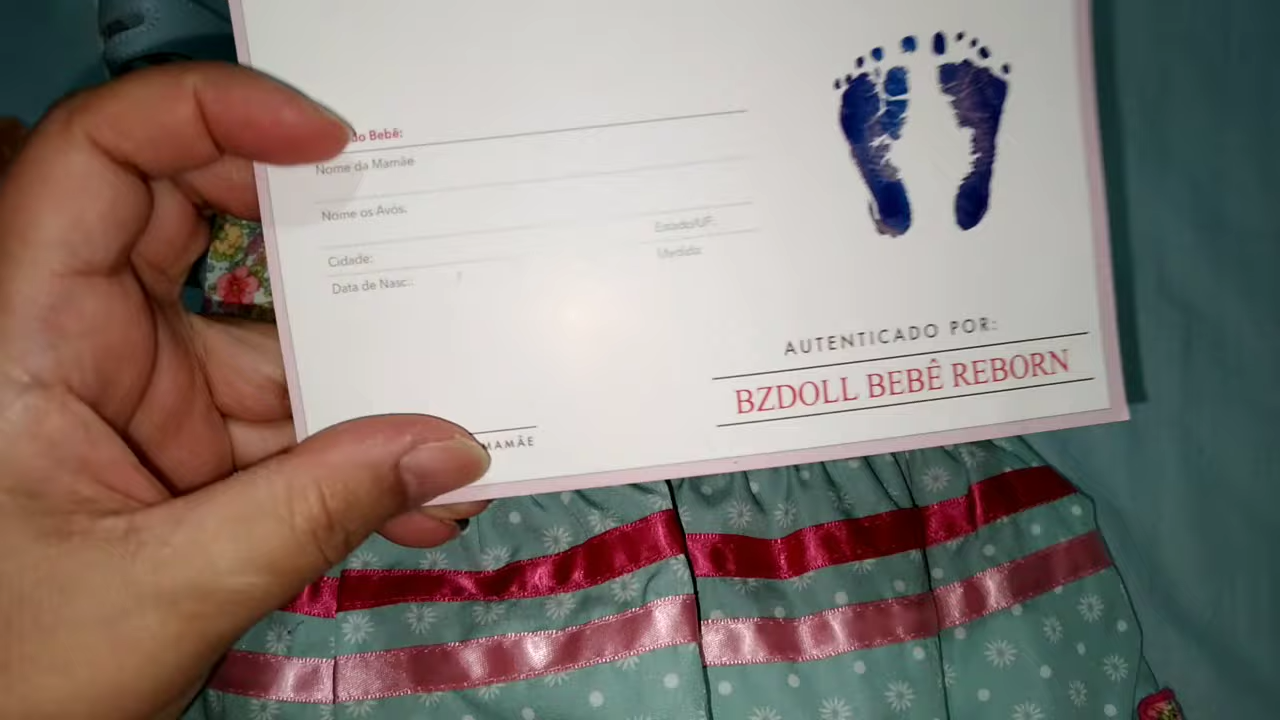 do Bebê:
Nome da Mamãe
Nome os Avós:
Estado/UF:
Cidade:
Medida:
Data de Nasc.:
AUTENTICADO POR:
BZDOLL BEBÊ REBORN
MAMÃE